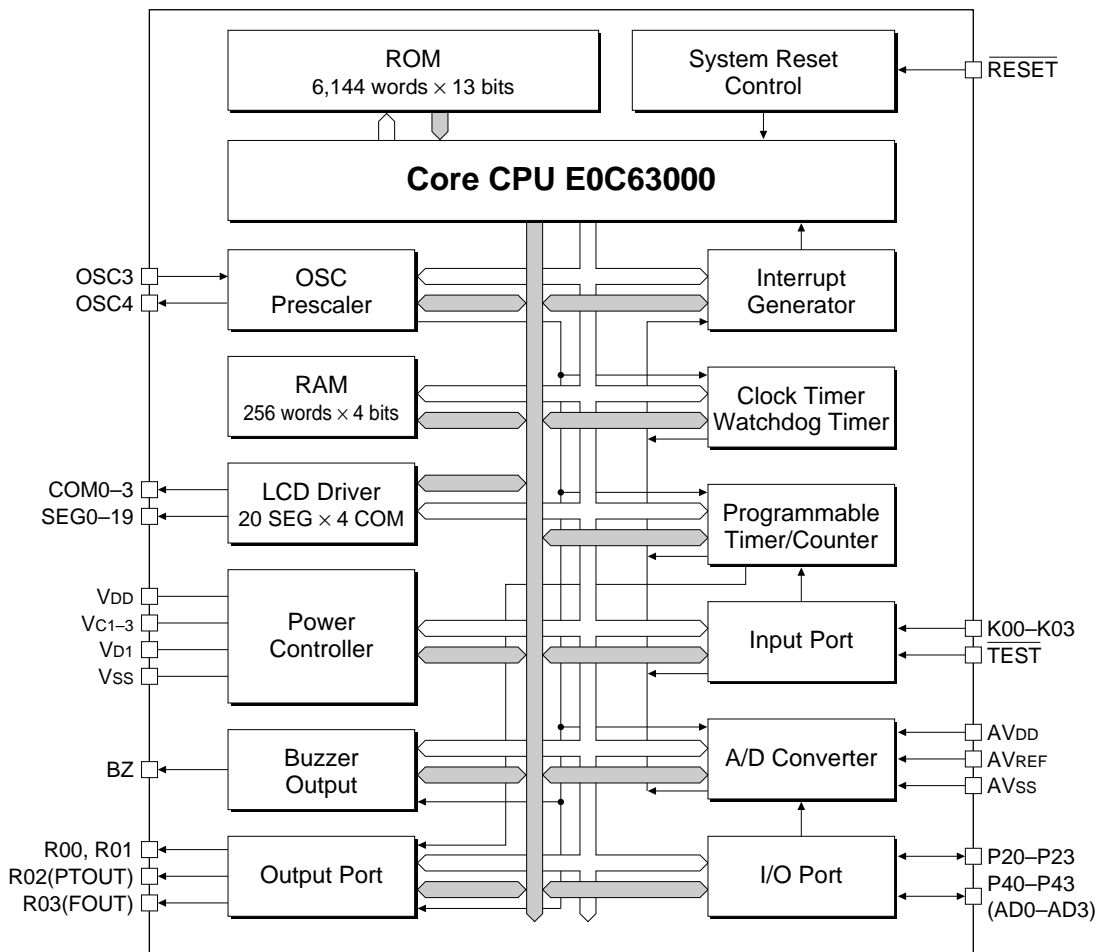 ROM
6,144 words × 13 bits
System Reset
Control
RESET
Core CPU E0C63000
OSC3
OSC4
OSC
Prescaler
Interrupt
Generator
RAM
256 words × 4 bits
Clock Timer
Watchdog Timer
COM0–3
SEG0–19
LCD Driver
20 SEG × 4 COM
Programmable
Timer/Counter
VDD
VC1–3
VD1
VSS
Power
Controller
Input Port
K00–K03
TEST
BZ
Buzzer
Output
A/D Converter
AVDD
AVREF
AVSS
R00, R01
R02(PTOUT)
R03(FOUT)
Output Port
I/O Port
P20–P23
P40–P43
(AD0–AD3)